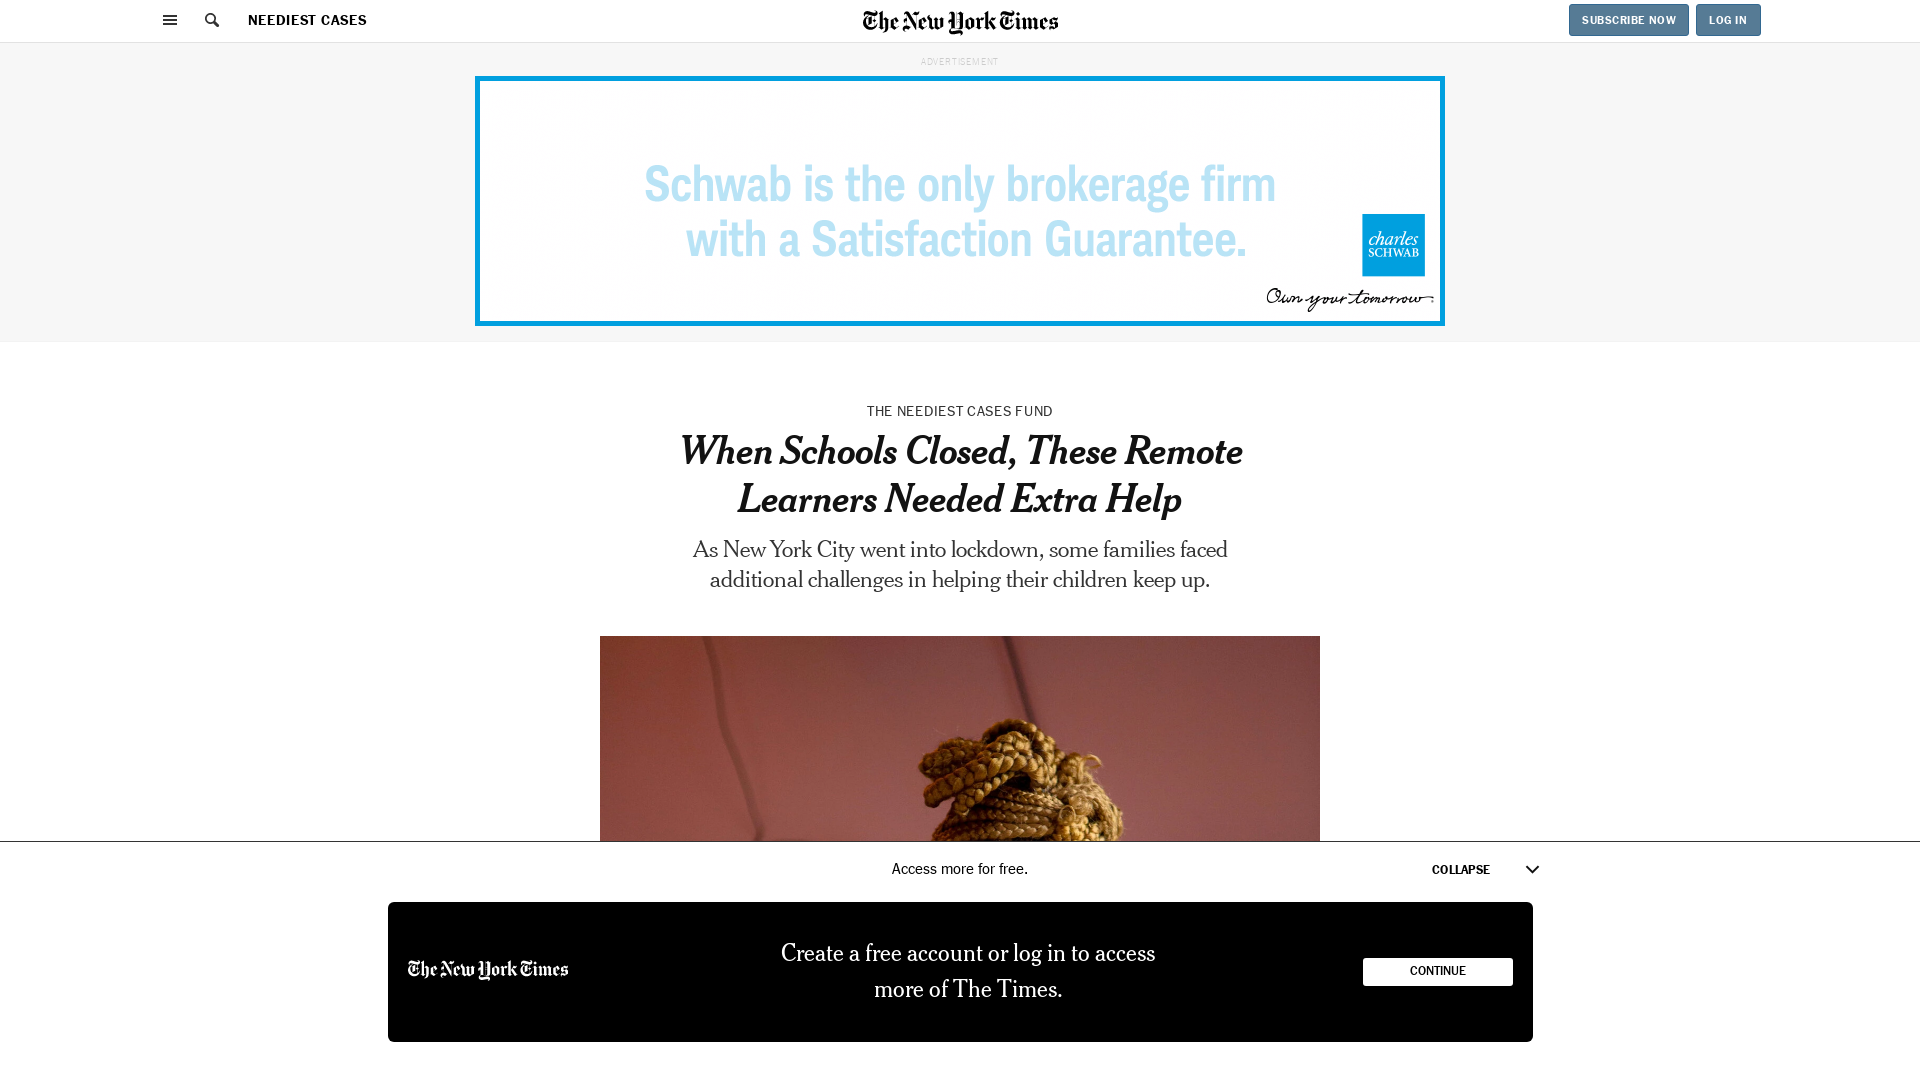 NEEDIEST CASES
The New York Times
SUBSCRIBE NOW
LOG IN
ADVERTISEMENT
Schwab is the only brokerage firm
with a Satisfaction Guarantee.
charles
SCHWAB
Own your tomorrow
THE NEEDIEST CASES FUND
When Schools Closed, These Remote
Learners Needed Extra Help
As New York City went into lockdown, some families faced
additional challenges in helping their children keep up.
Access more for free.
COLLAPSE
The New York Times
Create a free account or log in to access
more of The Times.
CONTINUE